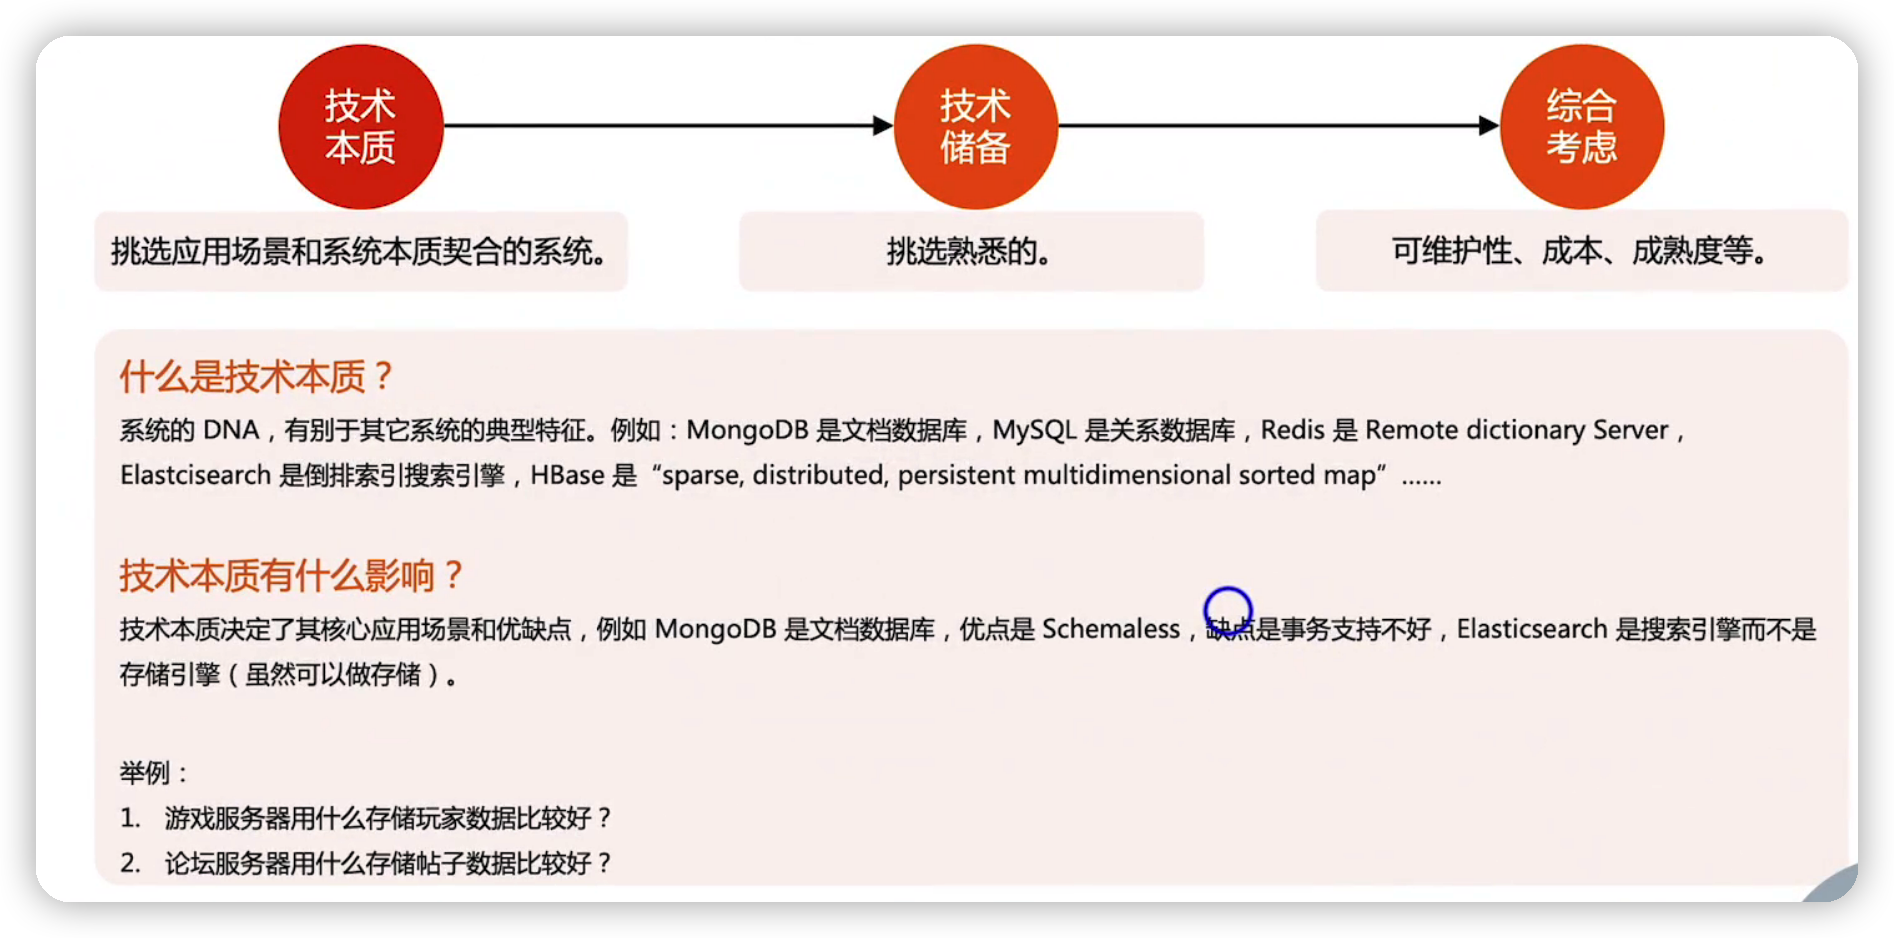 技术
本质
技术
储备
综合
考虑
挑选应用场景和系统本质契合的系统。
挑选熟悉的。
可维护性、成本、成熟度等。
什么是技术本质？
系统的 DNA，有别于其它系统的典型特征。例如：MongoDB 是文档数据库，MySQL 是关系数据库，Redis 是 Remote dictionary Server，
Elastcisearch 是倒排索引搜索引擎，HBase 是“sparse, distributed, persistent multidimensional sorted map” ......
技术本质有什么影响？
技术本质决定了其核心应用场景和优缺点，例如 MongoDB 是文档数据库，优点是 Schemaless，缺点是事务支持不好，Elasticsearch 是搜索引擎而不是
存储引擎（虽然可以做存储）。
举例：
1. 游戏服务器用什么存储玩家数据比较好？
2. 论坛服务器用什么存储帖子数据比较好？